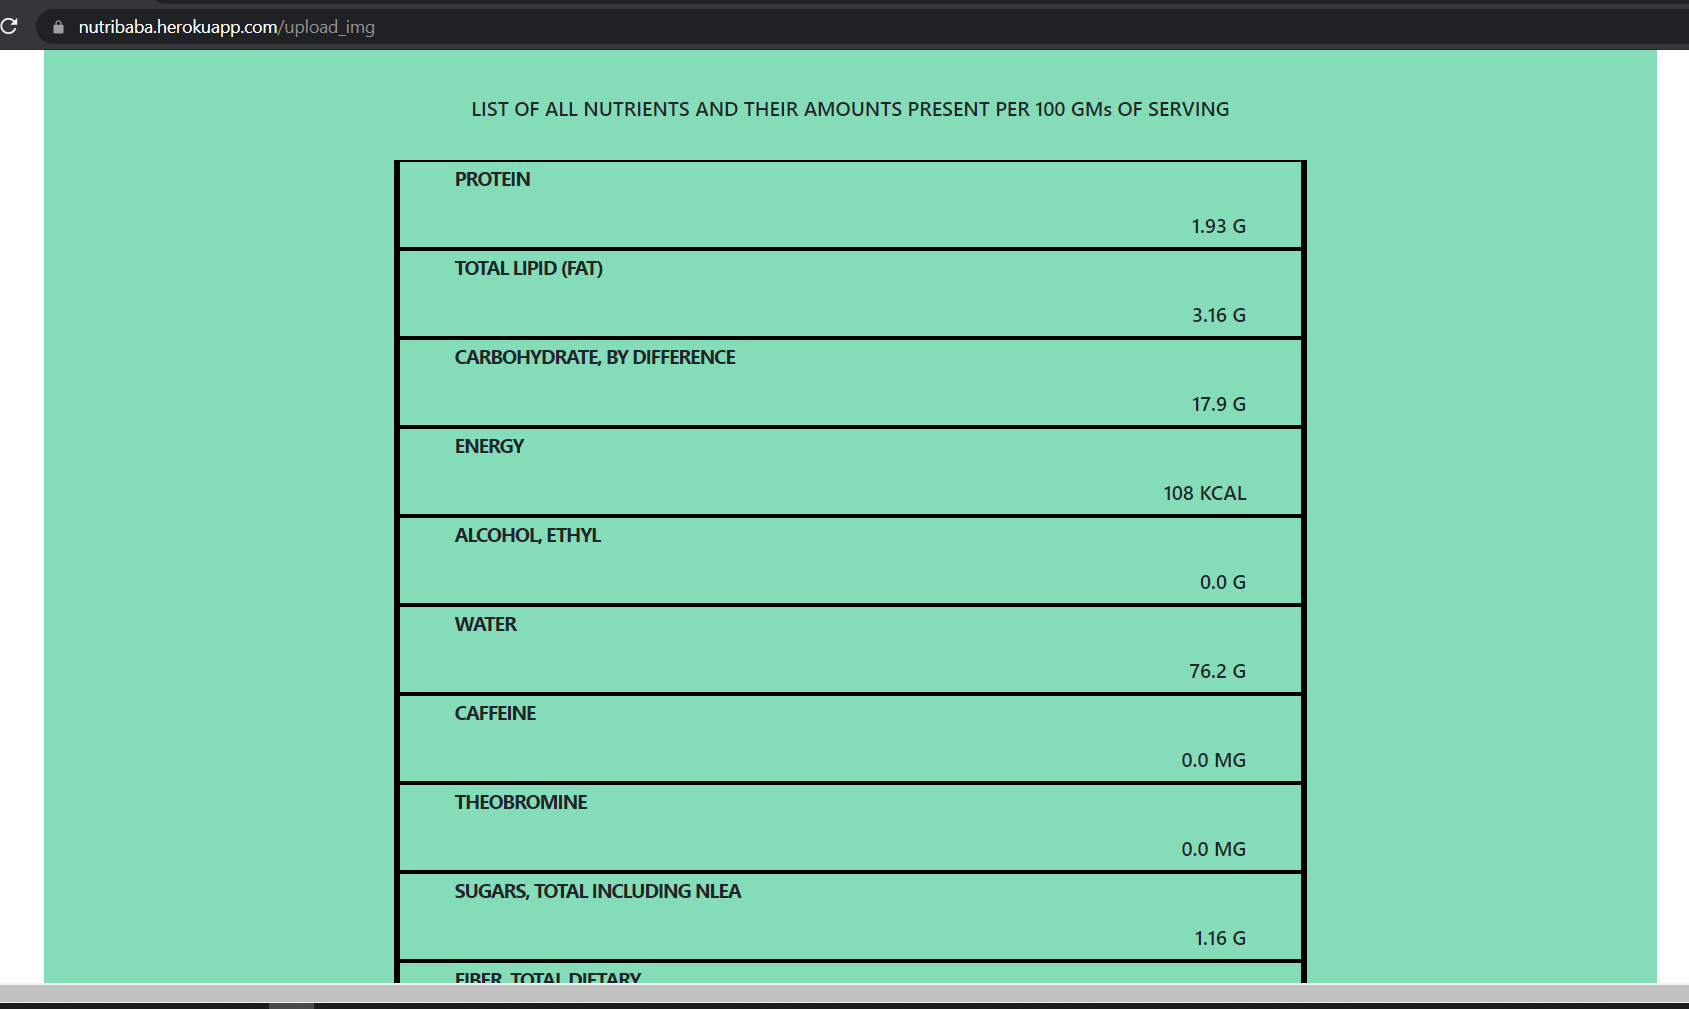 nutribaba.herokuapp.com/upload_img
LIST OF ALL NUTRIENTS AND THEIR AMOUNTS PRESENT PER 100 GMs OF SERVING
PROTEIN
1.93 G
TOTAL LIPID (FAT)
3.16 G
CARBOHYDRATE, BY DIFFERENCE
17.9 G
ENERGY
108 KCAL
ALCOHOL, ETHYL
0.0 G
WATER
76.2 G
CAFFEINE
0.0 MG
THEOBROMINE
0.0 MG
SUGARS, TOTAL INCLUDING NLEA
1.16 G
FIBER, TOTAL DIETARY